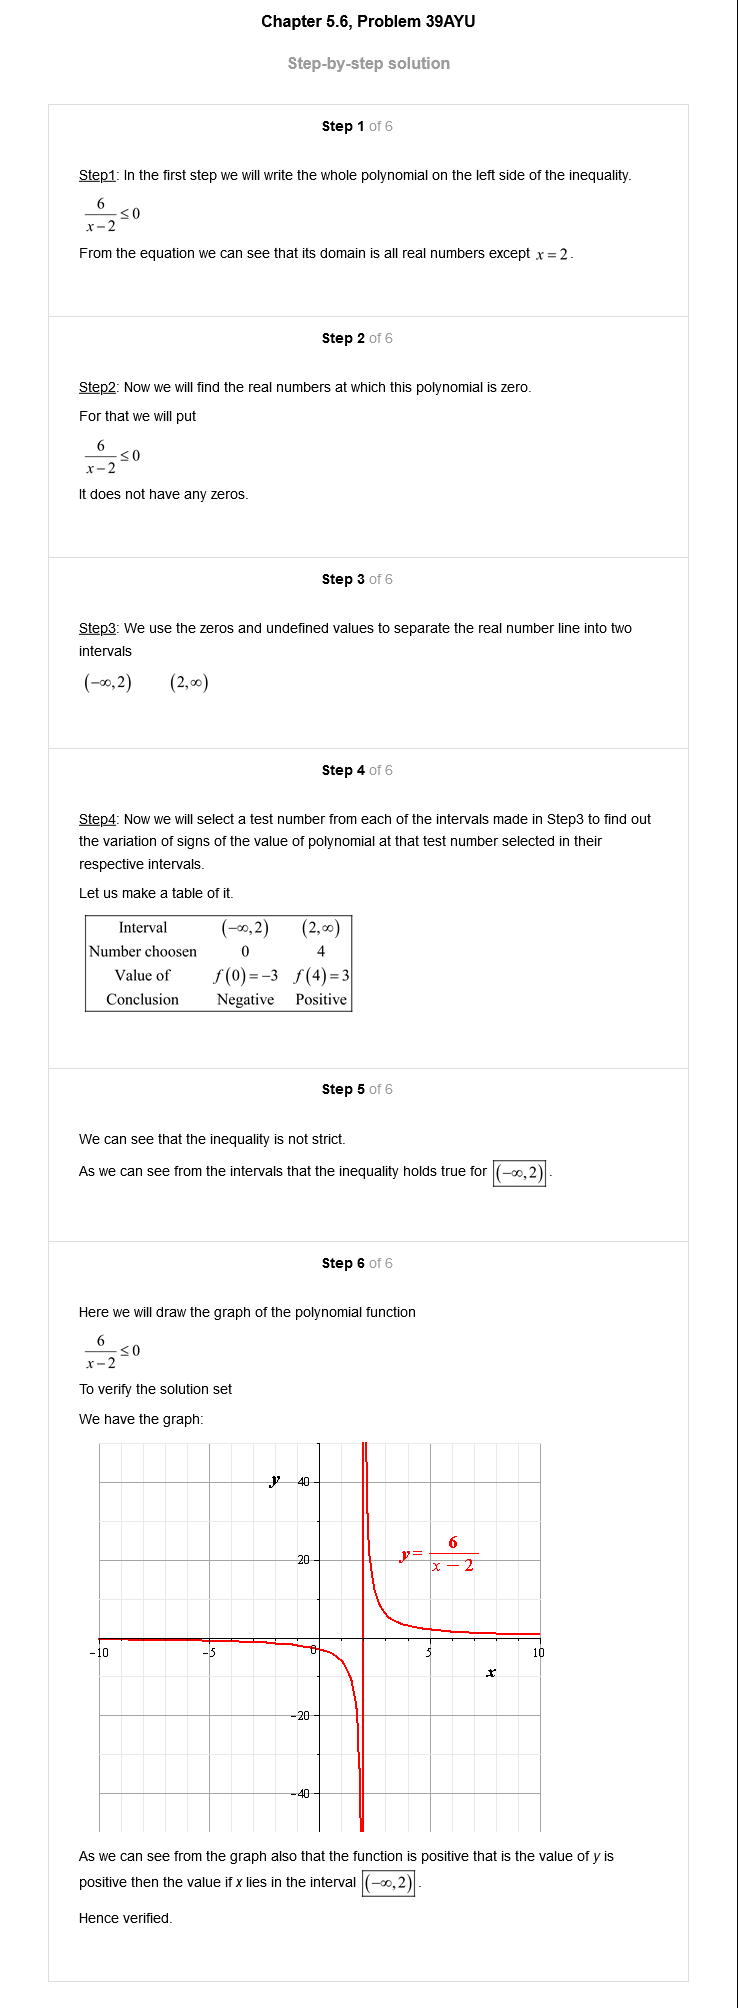 Chapter 5.6, Problem 39AYU
Step-by-step solution
Step 1 of 6
Step1: In the first step we will write the whole polynomial on the left side of the inequality.
6
x − 2 ≤ 0
From the equation we can see that its domain is all real numbers except x = 2.
Step 2 of 6
Step2: Now we will find the real numbers at which this polynomial is zero.
For that we will put
6
x − 2 ≤ 0
It does not have any zeros.
Step 3 of 6
Step3: We use the zeros and undefined values to separate the real number line into two
intervals
(−∞, 2) (2, ∞)
Step 4 of 6
Step4: Now we will select a test number from each of the intervals made in Step3 to find out
the variation of signs of the value of polynomial at that test number selected in their
respective intervals.
Let us make a table of it.
Interval (−∞, 2) (2, ∞)
Number choosen 0 4
Value of f(0) = −3 f(4) = 3
Conclusion Negative Positive
Step 5 of 6
We can see that the inequality is not strict.
As we can see from the intervals that the inequality holds true for (−∞, 2).
Step 6 of 6
Here we will draw the graph of the polynomial function
6
x − 2 ≤ 0
To verify the solution set
We have the graph:
y 40
6
20 y =
x − 2
-10 -5 0 5 10
x
-20
-40
As we can see from the graph also that the function is positive that is the value of y is
positive then the value if x lies in the interval (−∞, 2).
Hence verified.